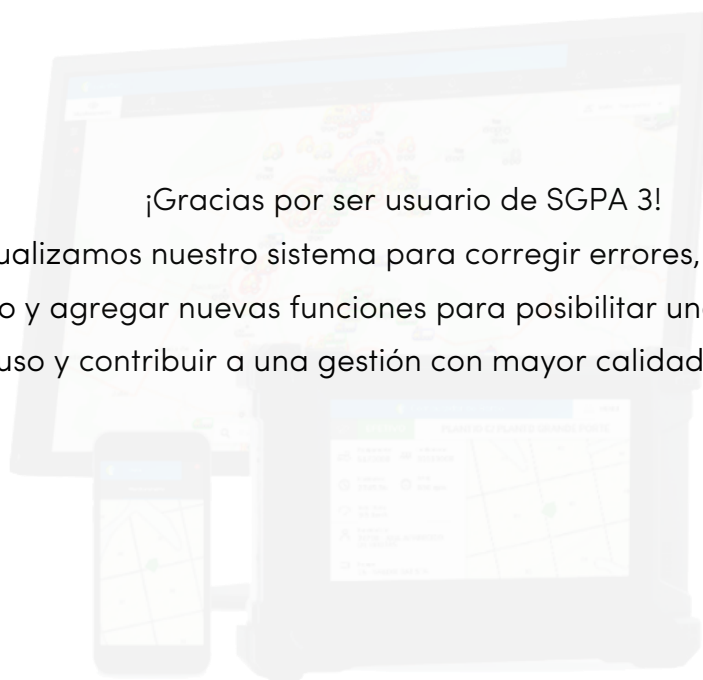 ¡Gracias por ser usuario de SGPA 3!
ualizamos nuestro sistema para corregir errores,
o y agregar nuevas funciones para posibilitar un
uso y contribuir a una gestión con mayor calidad